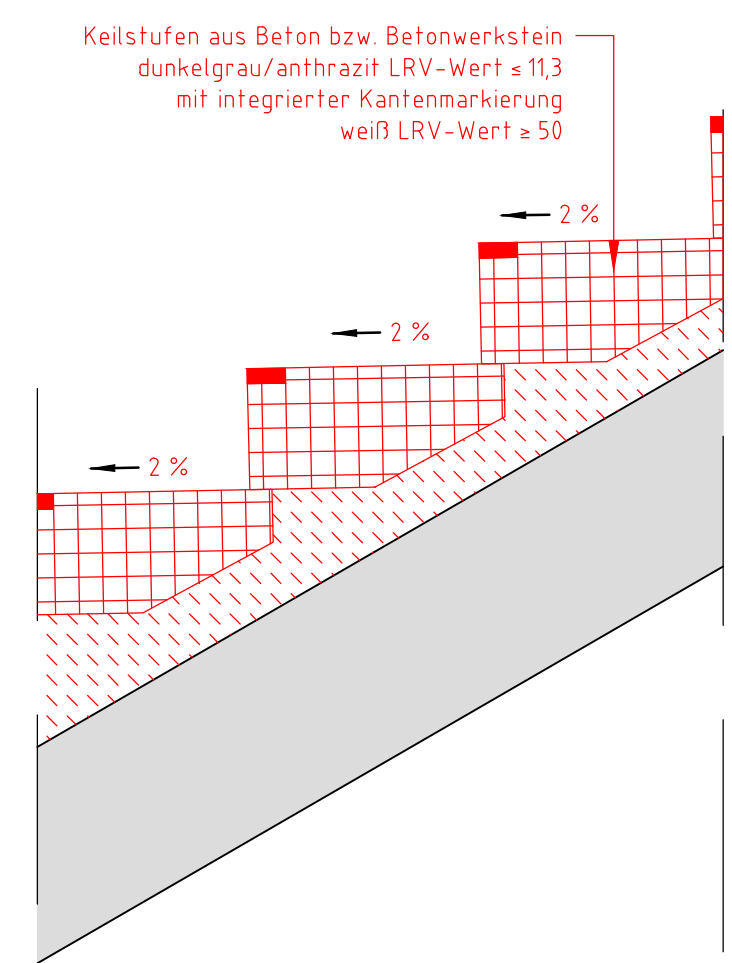 Keilstufen aus Beton bzw. Betonwerkstein
dunkelgrau/anthrazit LRV-Wert ≤ 11,3
mit integrierter Kantenmarkierung
weiß LRV-Wert ≥ 50
2 %
2 %
2 %